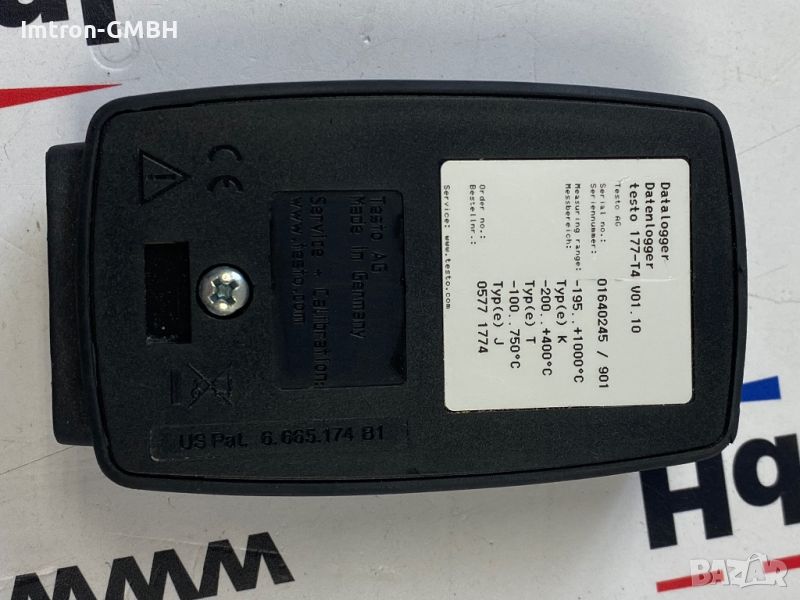 Imtron-GMBH
Datalogger
Datenlogger
testo 177-T4 V01.10
Testo AG
Serial no.:
Seriennummer: 01640245 / 901
Measuring range: -195..+1000°C
Messbereich: Typ(e) K
-200..+400°C
Typ(e) T
-100..750°C
Typ(e) J
Order no.:
Bestellnr.: 0577 1774
Service: www.testo.com
Testo AG
Made in Germany
Service + Calibration:
www.testo.com
CE
US Pat. 6.665.174 B1
www
BAZAR